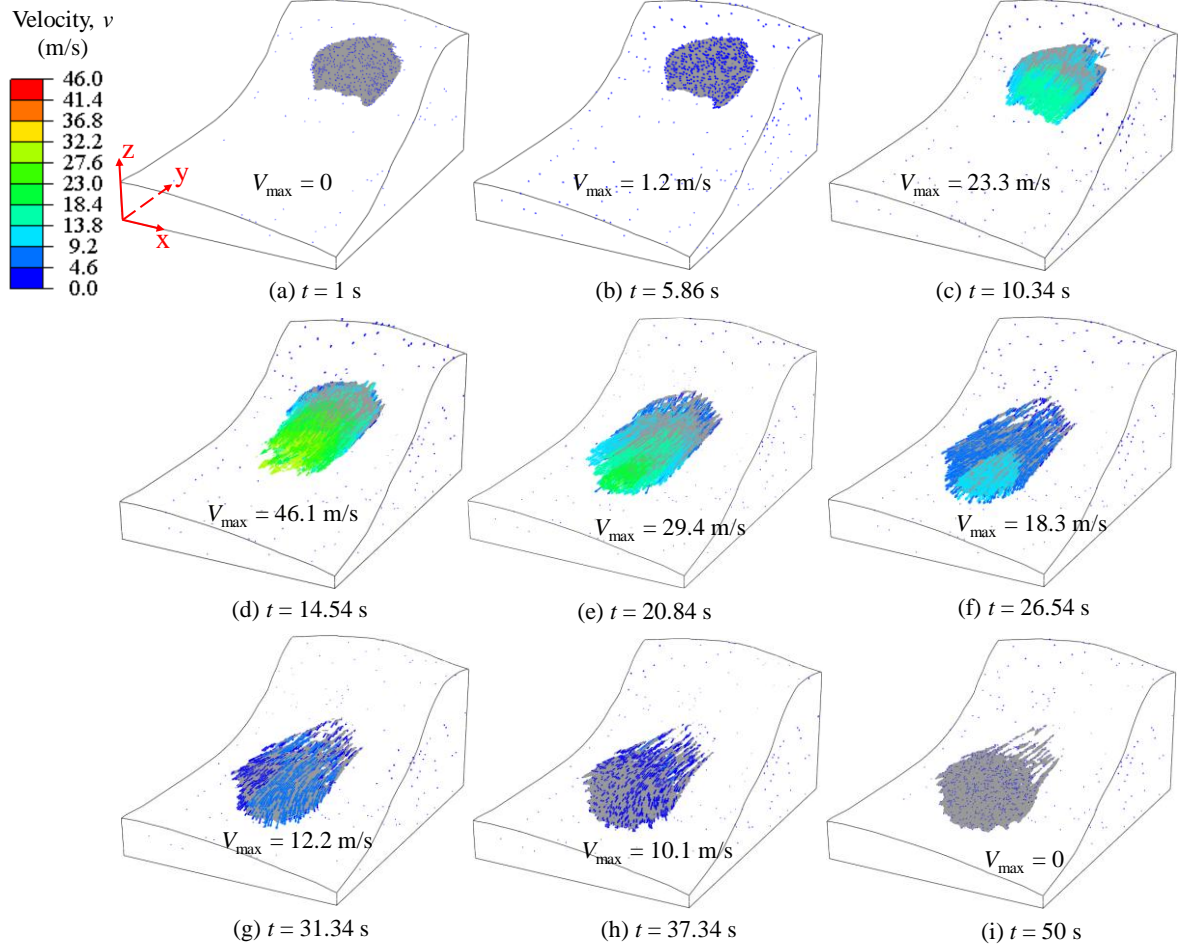 Velocity, v
(m/s)
46.0
41.4
36.8
32.2
27.6
23.0
18.4
13.8
9.2
4.6
0.0
z
y
x
Vmax = 0
(a) t = 1 s
Vmax = 1.2 m/s
(b) t = 5.86 s
Vmax = 23.3 m/s
(c) t = 10.34 s
Vmax = 46.1 m/s
(d) t = 14.54 s
Vmax = 29.4 m/s
(e) t = 20.84 s
Vmax = 18.3 m/s
(f) t = 26.54 s
Vmax = 12.2 m/s
(g) t = 31.34 s
Vmax = 10.1 m/s
(h) t = 37.34 s
Vmax = 0
(i) t = 50 s